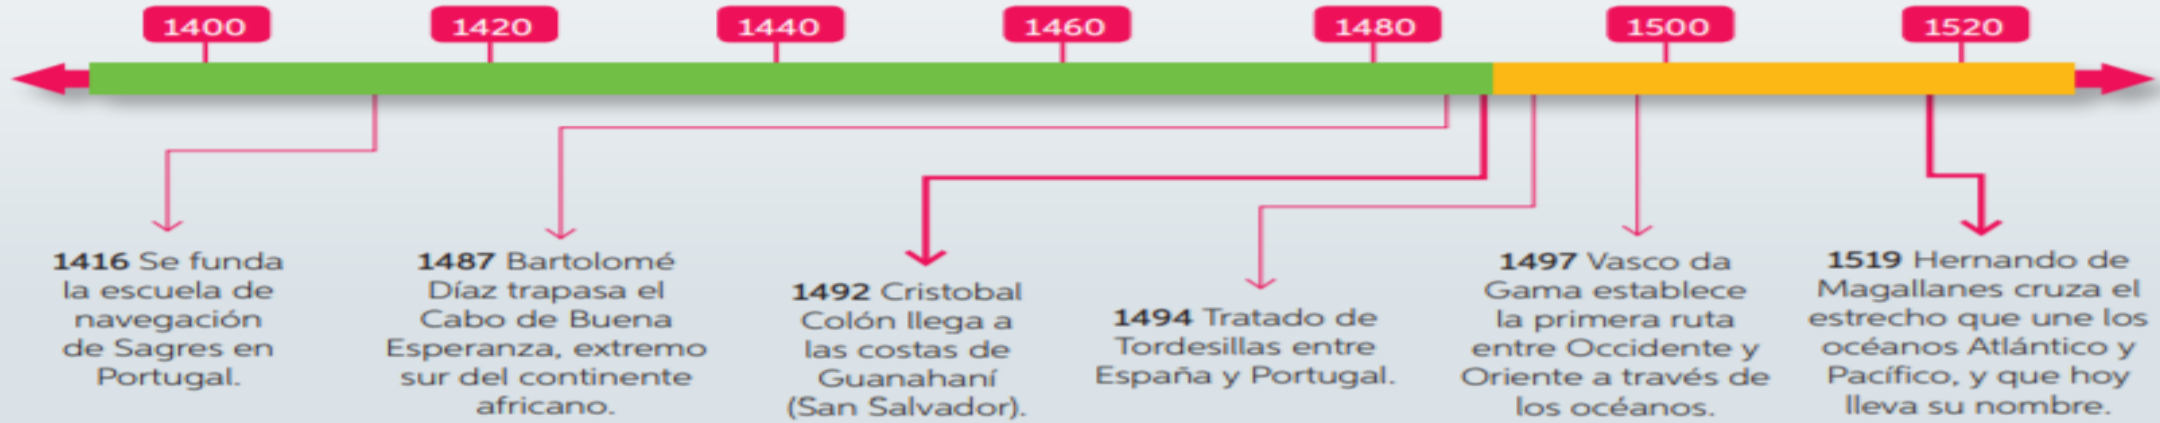 1400
1420
1440
1460
1480
1500
1520
1416 Se funda
la escuela de
navegación
de Sagres en
Portugal.
1487 Bartolomé
Díaz trapasa el
Cabo de Buena
Esperanza, extremo
sur del continente
africano.
1492 Cristobal
Colón llega a
las costas de
Guanahaní
(San Salvador).
1494 Tratado de
Tordesillas entre
España y Portugal.
1497 Vasco da
Gama establece
la primera ruta
entre Occidente y
Oriente a través de
los océanos.
1519 Hernando de
Magallanes cruza el
estrecho que une los
océanos Atlántico y
Pacífico, y que hoy
lleva su nombre.